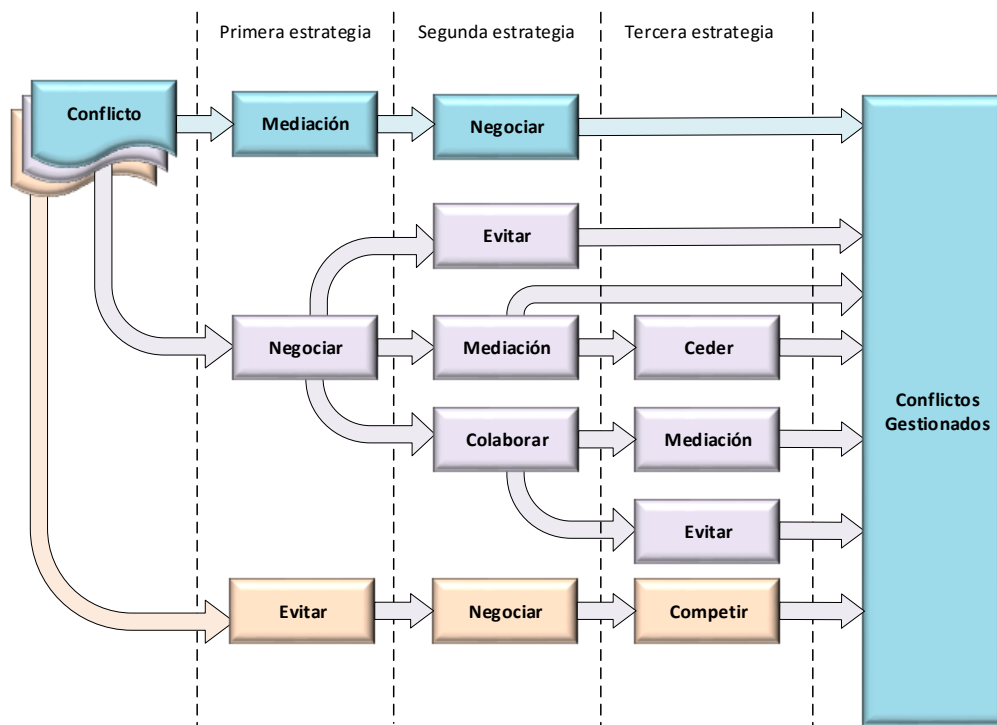 Primera estrategia
Segunda estrategia
Tercera estrategia
Conflicto
Mediación
Negociar
Evitar
Negociar
Mediación
Ceder
Colaborar
Mediación
Evitar
Evitar
Negociar
Competir
Conflictos
Gestionados